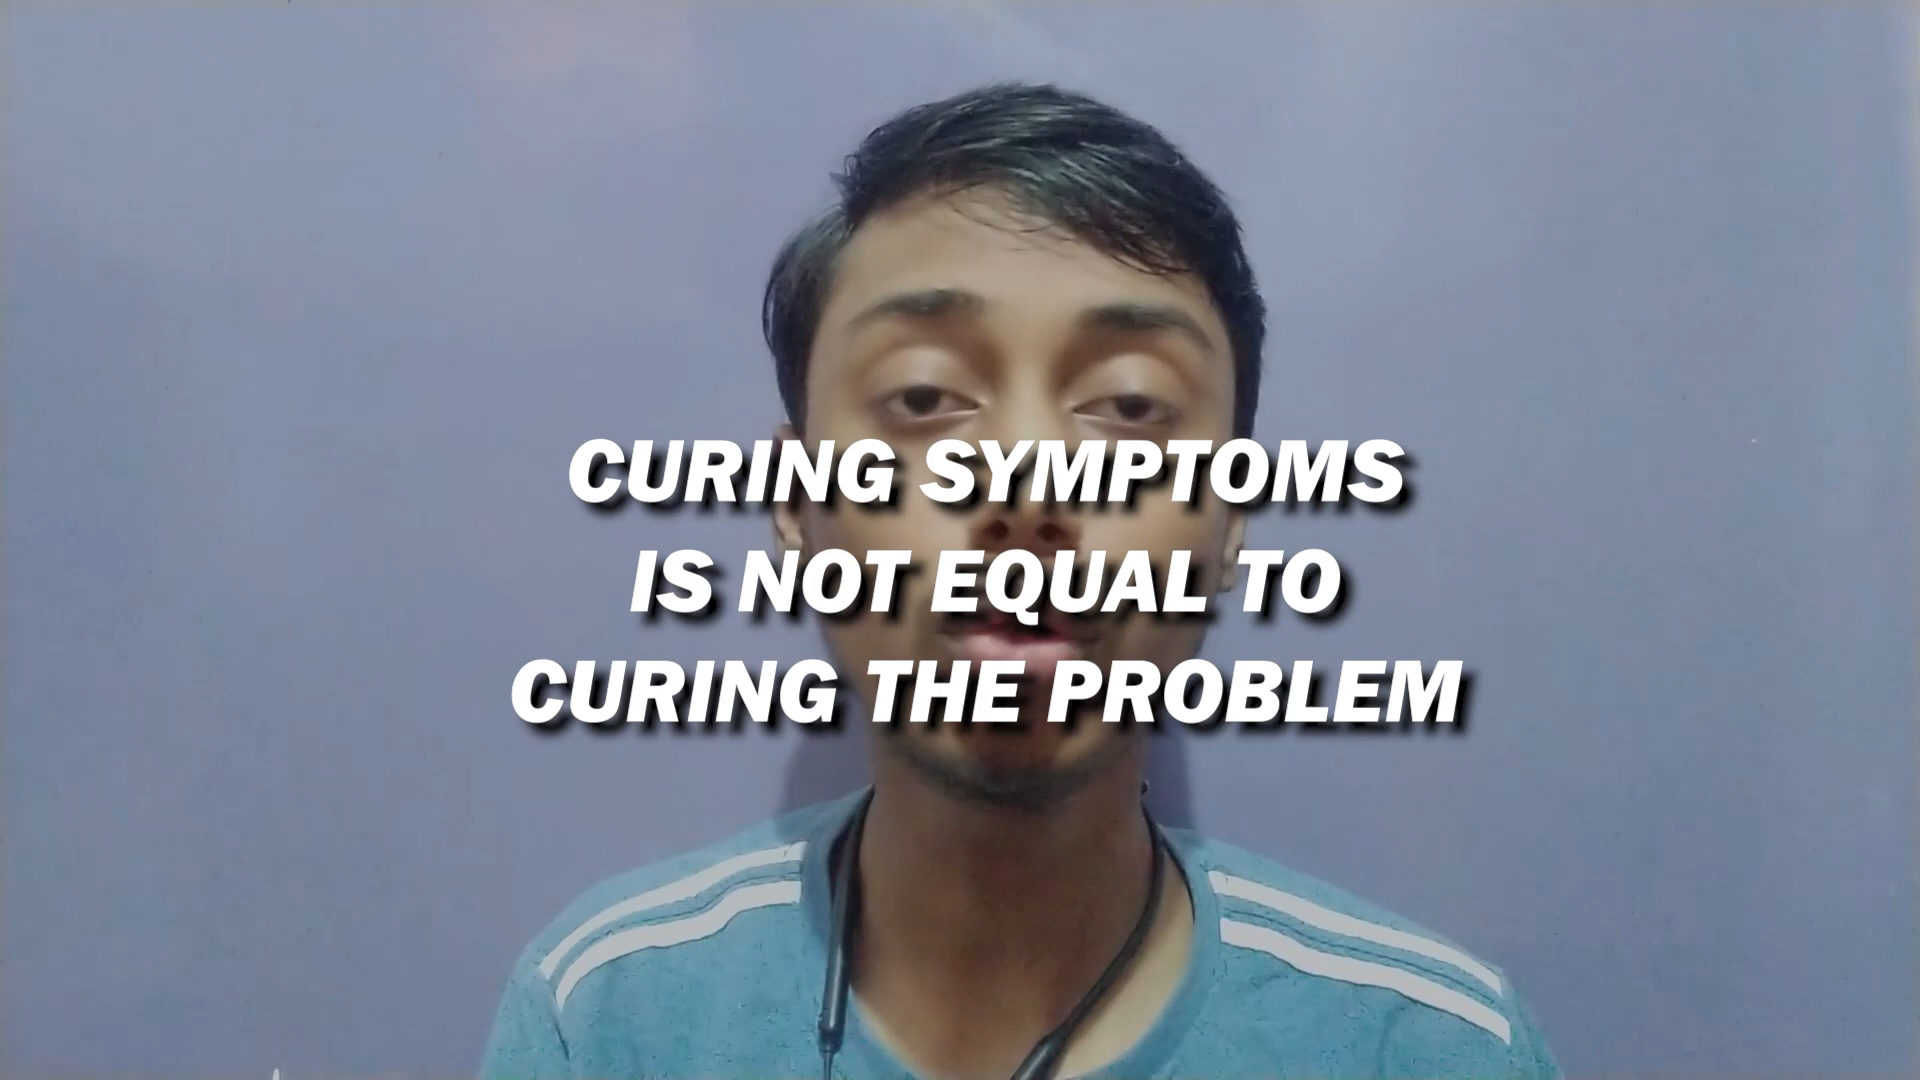 CURING SYMPTOMS
IS NOT EQUAL TO
CURING THE PROBLEM